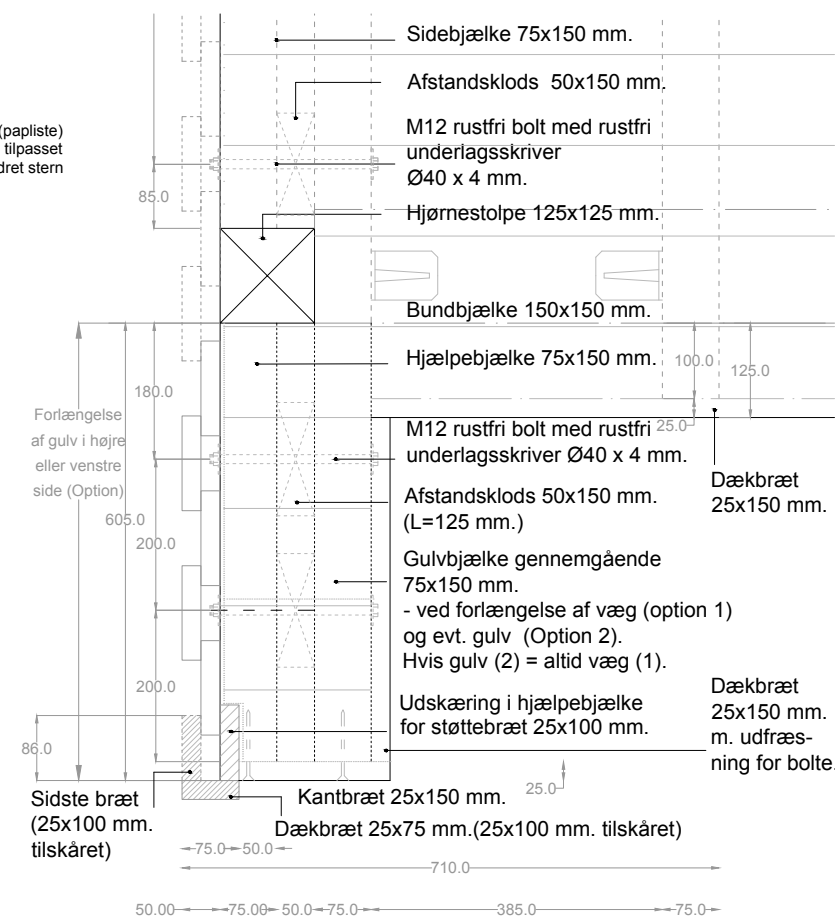 Sidebjælke 75x150 mm.
Afstandsklods 50x150 mm.
(papliste)
tilpasset
dret stern
M12 rustfri bolt med rustfri
underlagsskriver
Ø40 x 4 mm.
85.0
Hjørnestolpe 125x125 mm.
Bundbjælke 150x150 mm.
Hjælpebjælke 75x150 mm.
100.0
125.0
180.0
25.0
Forlængelse
af gulv i højre
eller venstre
side (Option)
605.0
M12 rustfri bolt med rustfri
underlagsskriver Ø40 x 4 mm.
Dækbræt
25x150 mm.
Afstandsklods 50x150 mm.
(L=125 mm.)
200.0
Gulvbjælke gennemgående
75x150 mm.
- ved forlængelse af væg (option 1)
og evt. gulv (Option 2).
Hvis gulv (2) = altid væg (1).
200.0
Udskæring i hjælpebjælke
for støttebræt 25x100 mm.
Dækbræt
25x150 mm.
m. udfræs-
ning for bolte.
86.0
25.0
Sidste bræt
(25x100 mm.
tilskåret)
Kantbræt 25x150 mm.
Dækbræt 25x75 mm.(25x100 mm. tilskåret)
75.0 50.0
710.0
50.00 75.00 50.0 75.0 385.0 75.0